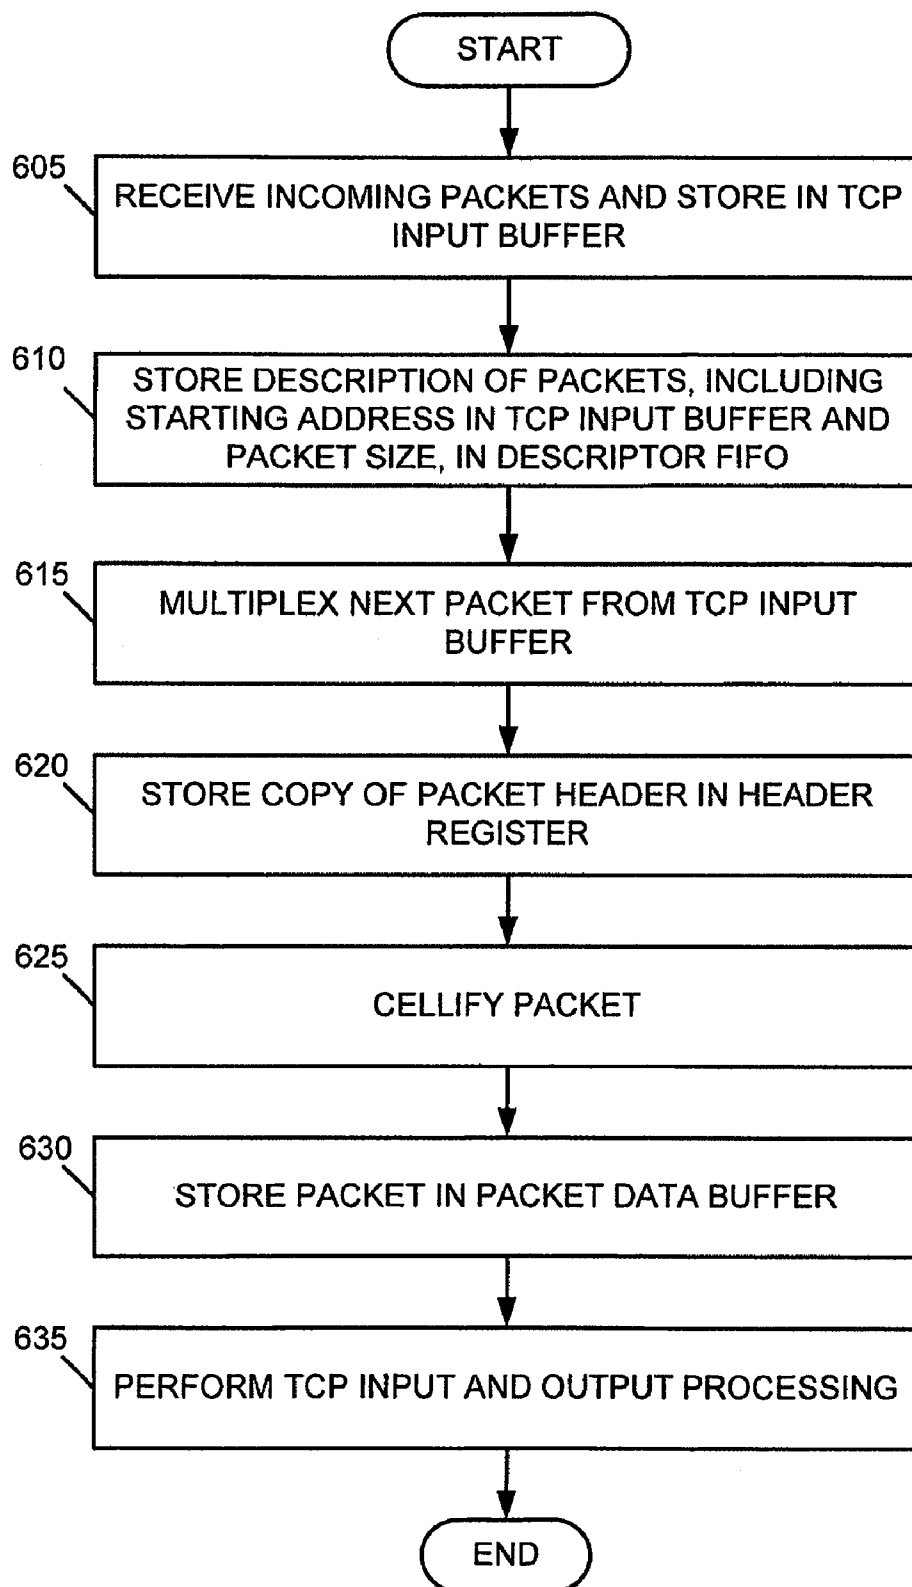 START
605
RECEIVE INCOMING PACKETS AND STORE IN TCP
INPUT BUFFER
610
STORE DESCRIPTION OF PACKETS, INCLUDING
STARTING ADDRESS IN TCP INPUT BUFFER AND
PACKET SIZE, IN DESCRIPTOR FIFO
615
MULTIPLEX NEXT PACKET FROM TCP INPUT
BUFFER
620
STORE COPY OF PACKET HEADER IN HEADER
REGISTER
625
CELLIFY PACKET
630
STORE PACKET IN PACKET DATA BUFFER
635
PERFORM TCP INPUT AND OUTPUT PROCESSING
END